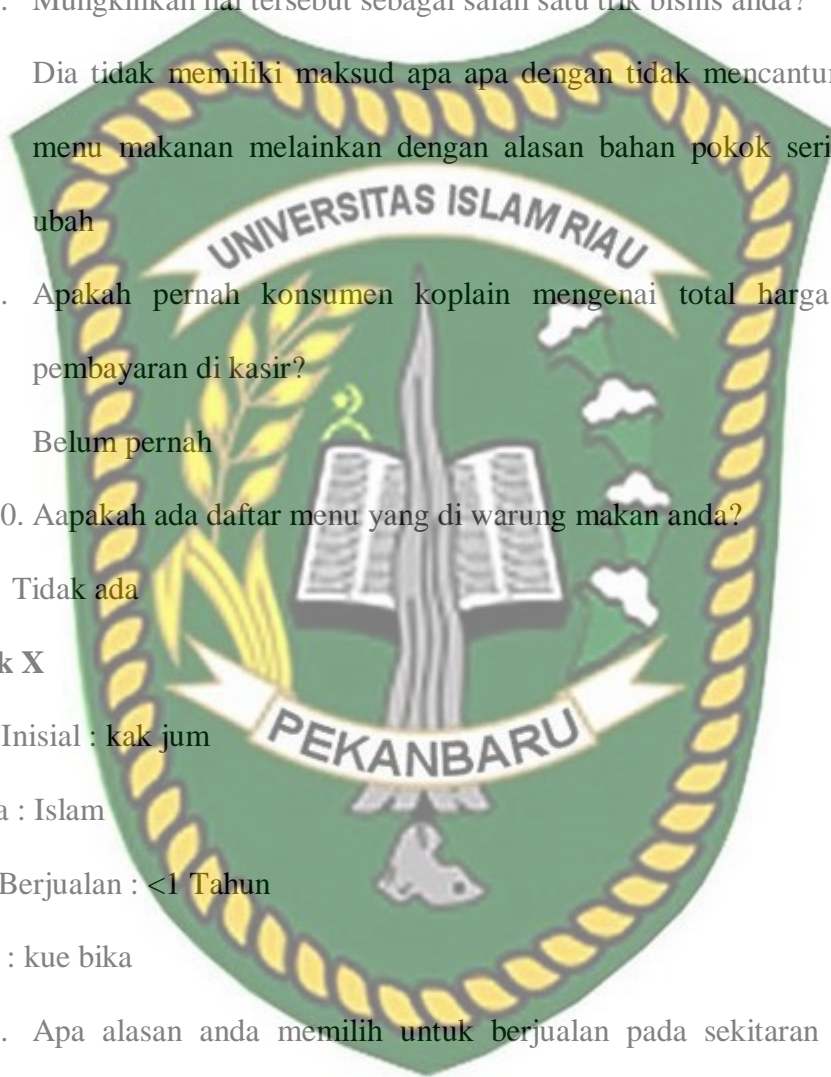 . Mungkinkah hal tersebut sebagai salah satu trik bisnis anda?
Dia tidak memiliki maksud apa apa dengan tidak mencantum
menu makanan melainkan dengan alasan bahan pokok seri
ubah
UNIVERSITAS ISLAM RIAU
. Apakah pernah konsumen koplain mengenai total harga
pembayaran di kasir?
Belum pernah
0. Aapakah ada daftar menu yang di warung makan anda?
Tidak ada
k X
Inisial : kak jum
a : Islam
PEKANBARU
Berjualan : <1 Tahun
: kue bika
. Apa alasan anda memilih untuk berjualan pada sekitaran